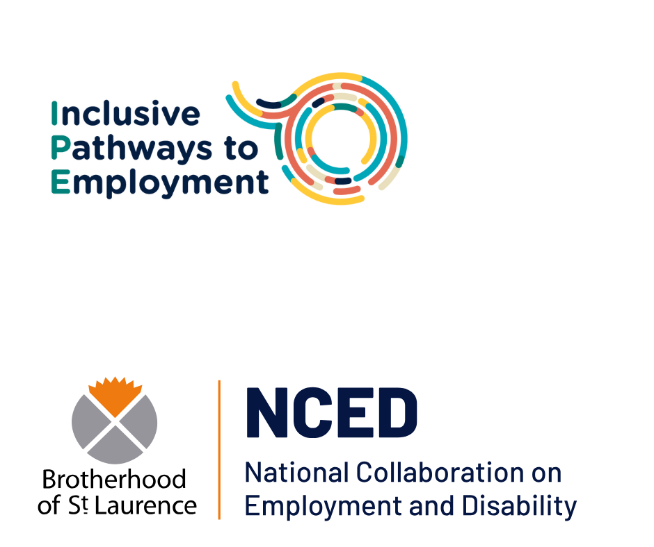 Inclusive
Pathways to
Employment
Brotherhood
of St Laurence
NCED
National Collaboration on
Employment and Disability